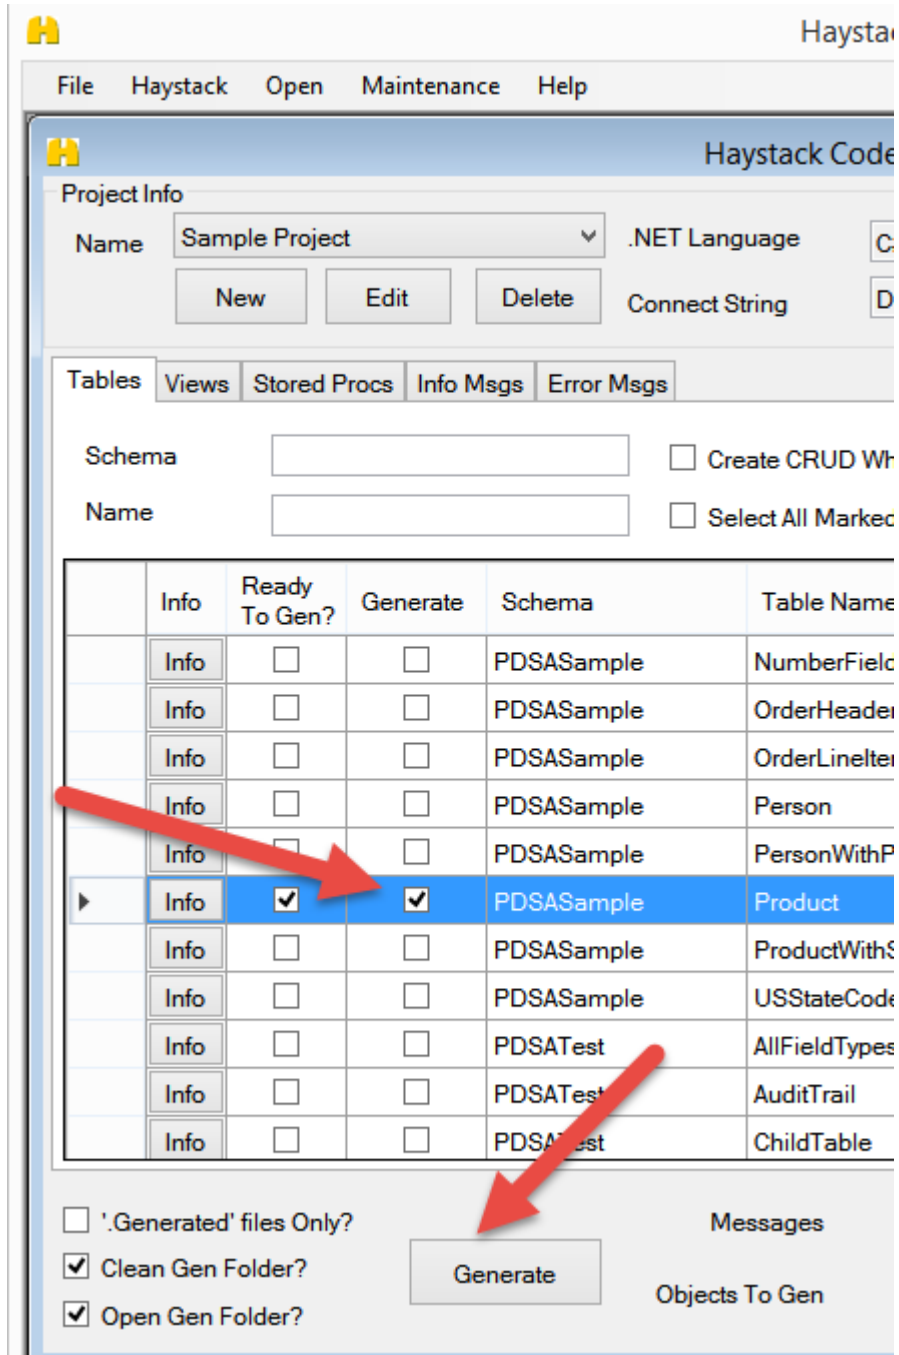 Haysta
File Haystack Open Maintenance Help
Haystack Code
Project Info
Name Sample Project .NET Language C
New Edit Delete Connect String D
Tables Views Stored Procs Info Msgs Error Msgs
Schema Create CRUD Wh
Name Select All Marked
Info Ready To Gen? Generate Schema Table Name
Info PDSASample NumberField
Info PDSASample OrderHeader
Info PDSASample OrderLineIte
Info PDSASample Person
Info PDSASample PersonWithP
Info PDSASample Product
Info PDSASample ProductWithS
Info PDSASample USStateCode
Info PDSATest AllFieldTypes
Info PDSATest AuditTrail
Info PDSATest ChildTable
'.Generated' files Only? Messages
Clean Gen Folder? Generate
Open Gen Folder? Objects To Gen